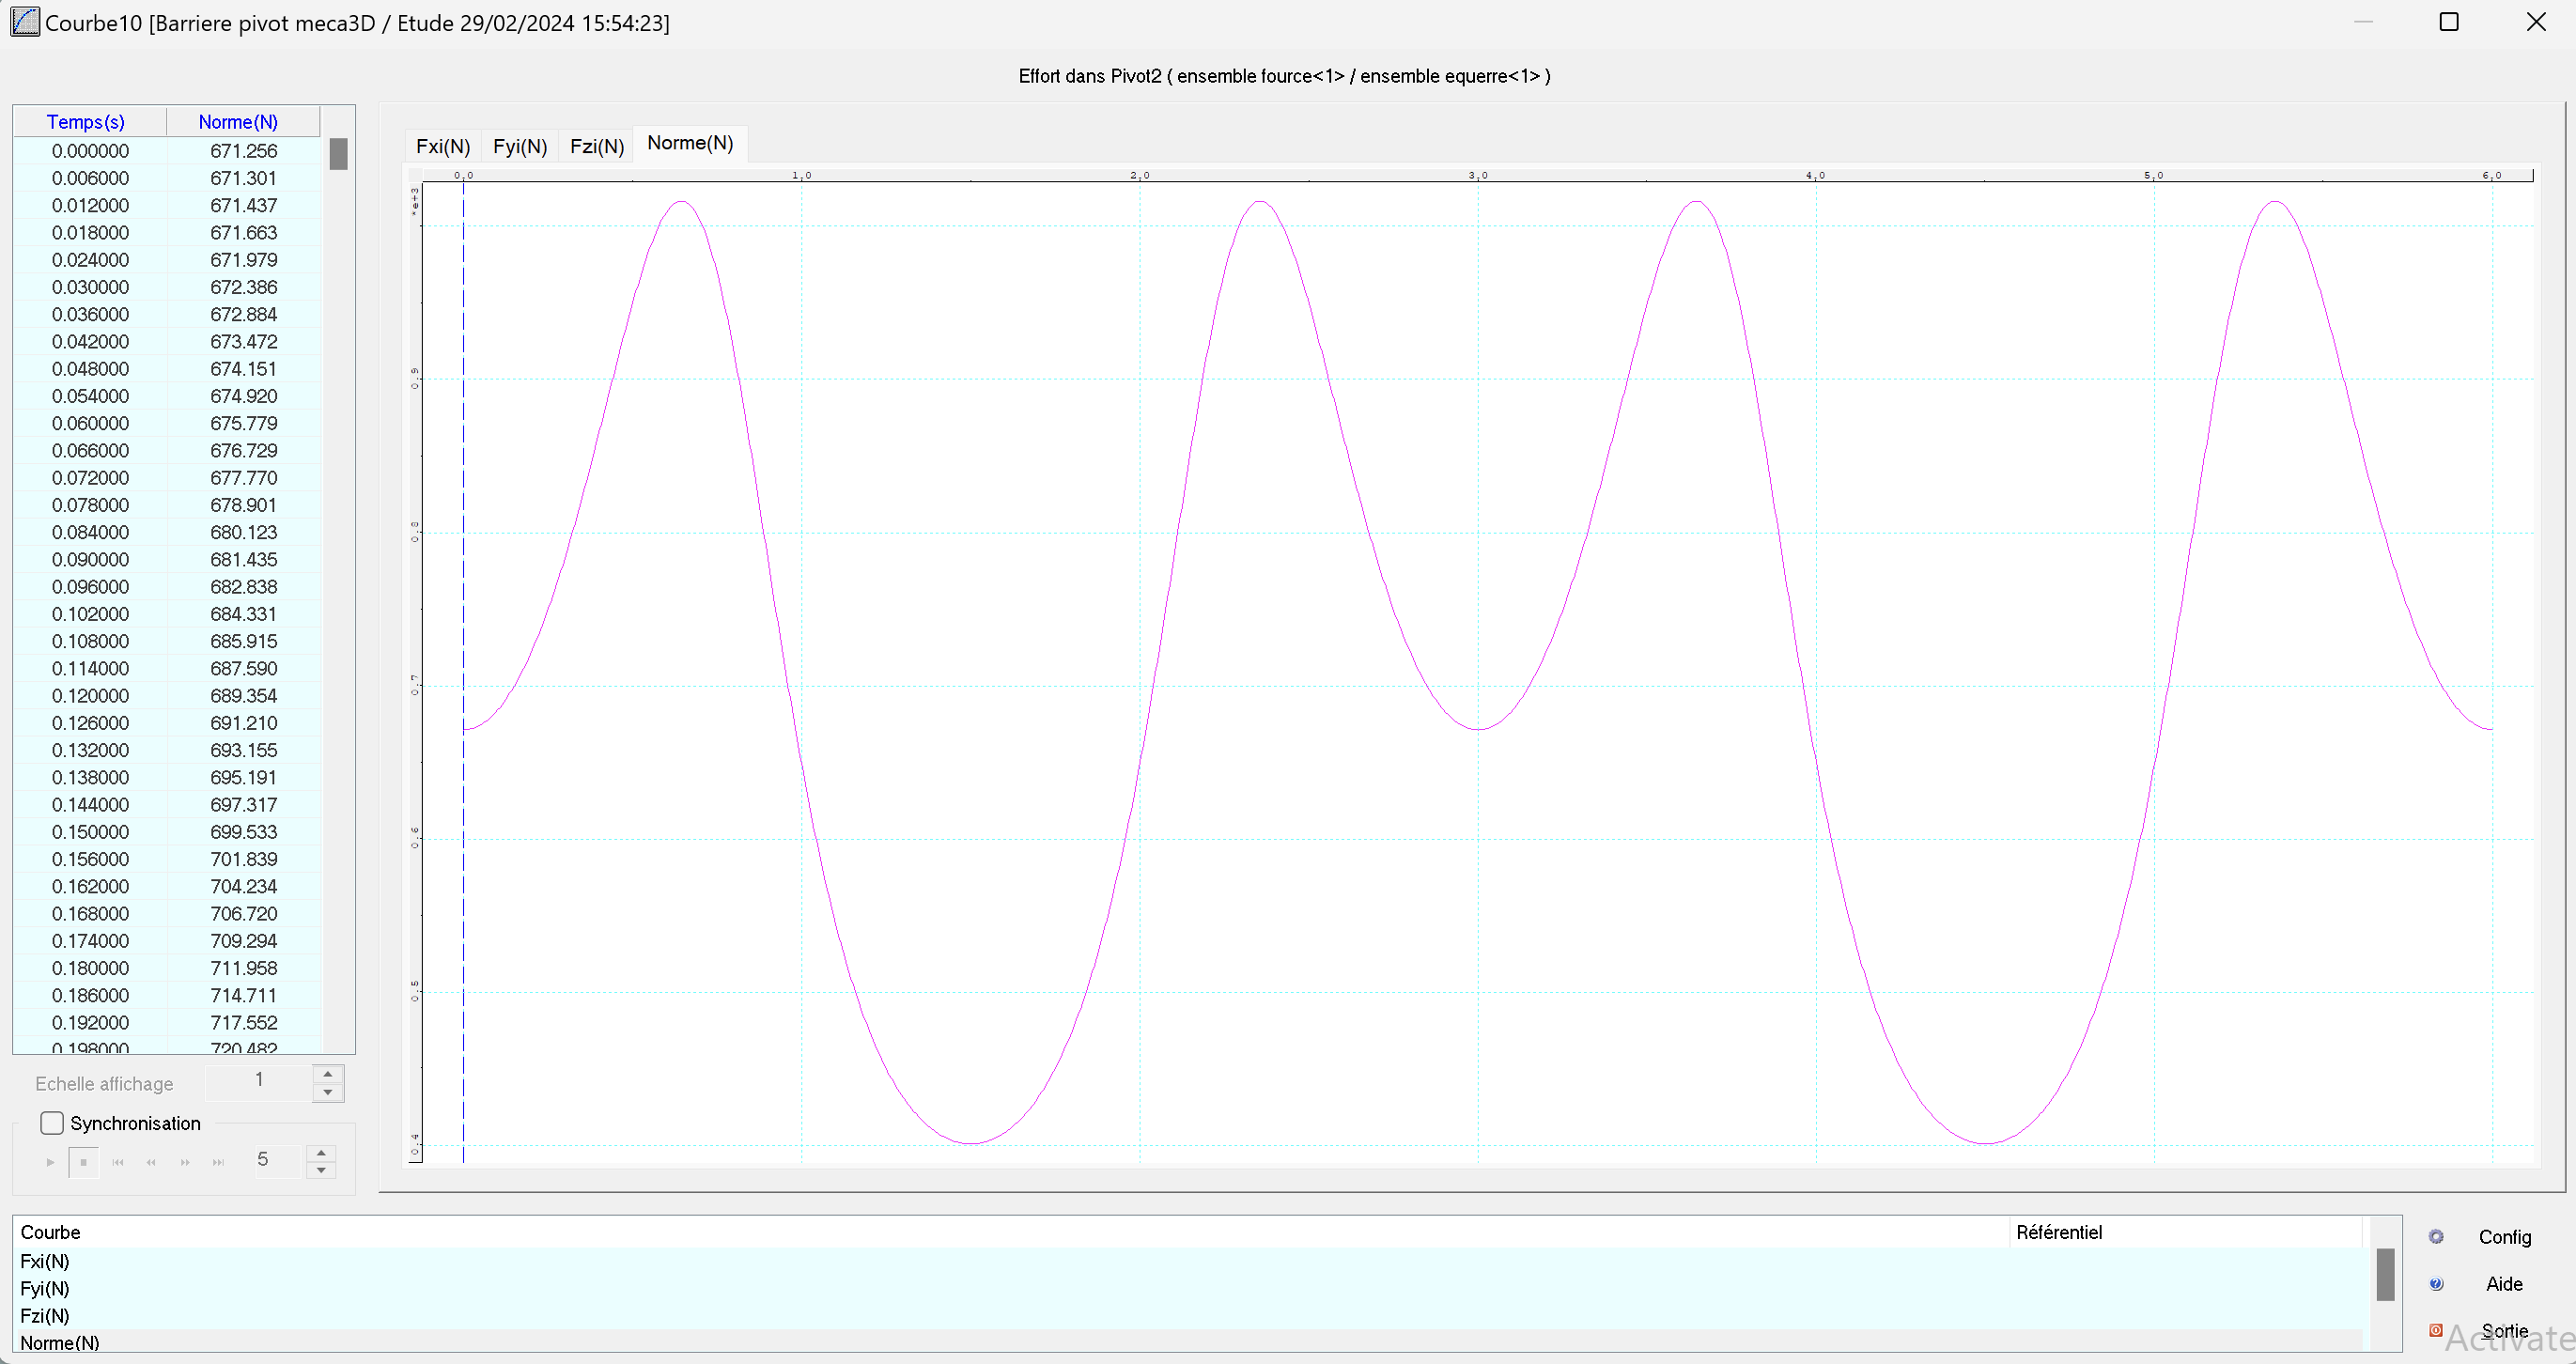 Courbe10 [Barriere pivot meca3D / Etude 29/02/2024 15:54:23]
Effort dans Pivot2 ( ensemble fource<1> / ensemble equerre<1> )
Temps(s) Norme(N)
0.000000 671.256
0.006000 671.301
0.012000 671.437
0.018000 671.663
0.024000 671.979
0.030000 672.386
0.036000 672.884
0.042000 673.472
0.048000 674.151
0.054000 674.920
0.060000 675.779
0.066000 676.729
0.072000 677.770
0.078000 678.901
0.084000 680.123
0.090000 681.435
0.096000 682.838
0.102000 684.331
0.108000 685.915
0.114000 687.590
0.120000 689.354
0.126000 691.210
0.132000 693.155
0.138000 695.191
0.144000 697.317
0.150000 699.533
0.156000 701.839
0.162000 704.234
0.168000 706.720
0.174000 709.294
0.180000 711.958
0.186000 714.711
0.192000 717.552
0.198000 720.482
Echelle affichage 1
Synchronisation
5
Fxi(N) Fyi(N) Fzi(N) Norme(N)
0,0 1,0 2,0 3,0 4,0 5,0 6,0
*e+3
0,9
0,8
0,7
0,6
0,5
0,4
Courbe Référentiel
Fxi(N)
Fyi(N)
Fzi(N)
Norme(N)
Config
Aide
Sortie
Activate